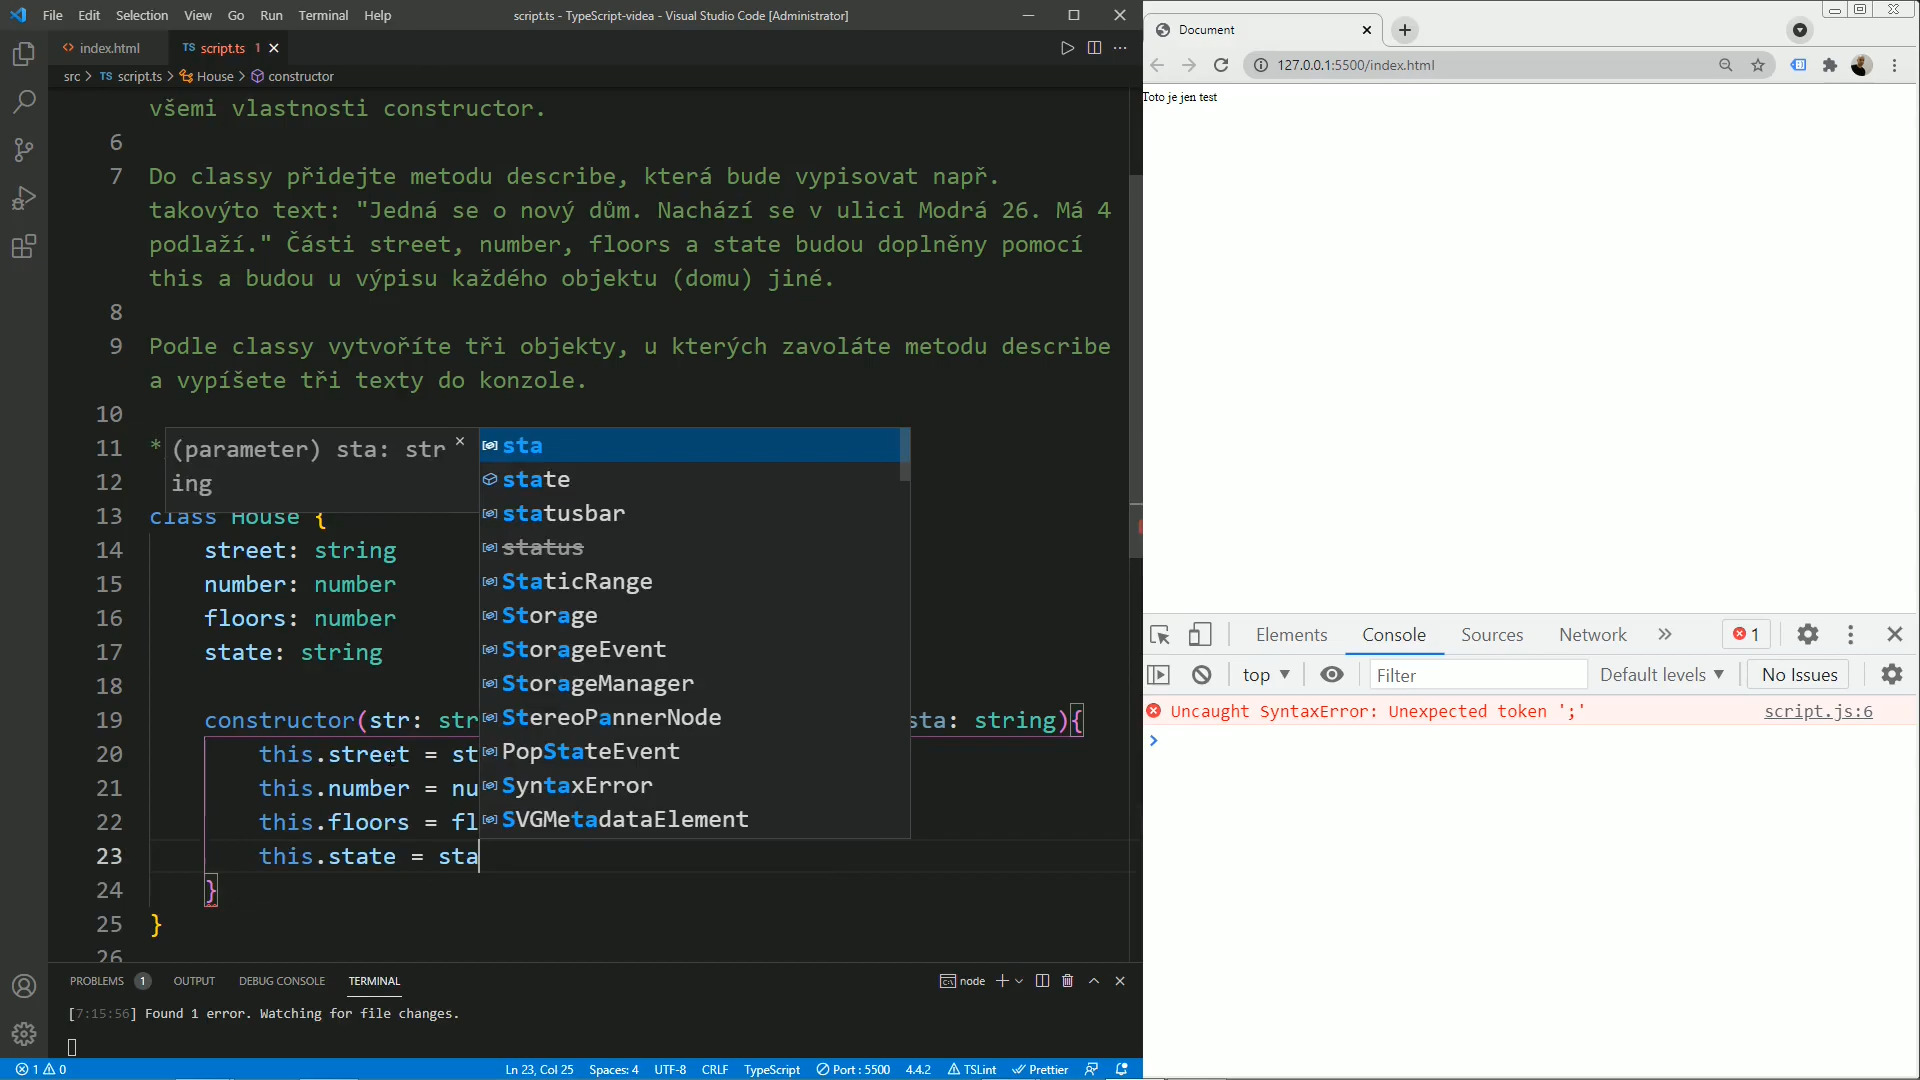 File Edit Selection View Go Run Terminal Help
script.ts - TypeScript-videa - Visual Studio Code [Administrator]
index.html
TS script.ts 1
src > TS script.ts > House > constructor
všemi vlastnosti constructor.
6
7 Do classy přidejte metodu describe, která bude vypisovat např.
takovýto text: "Jedná se o nový dům. Nachází se v ulici Modrá 26. Má 4
podlaží." Části street, number, floors a state budou doplněny pomocí
this a budou u výpisu každého objektu (domu) jiné.
8
9 Podle classy vytvoříte tři objekty, u kterých zavoláte metodu describe
a vypíšete tři texty do konzole.
10
11 *
12
13 class House {
14 street: string
15 number: number
16 floors: number
17 state: string
18
19 constructor(str: str
sta: string){
20 this.street = st
21 this.number = nu
22 this.floors = fl
23 this.state = sta
24 }
25 }
26
(parameter) sta: str
ing
sta
state
statusbar
status
StaticRange
Storage
StorageEvent
StorageManager
StereoPannerNode
PopStateEvent
SyntaxError
SVGMetadataElement
PROBLEMS 1 OUTPUT DEBUG CONSOLE TERMINAL
node
[7:15:56] Found 1 error. Watching for file changes.
1 0
Ln 23, Col 25 Spaces: 4 UTF-8 CRLF TypeScript Port : 5500 4.4.2 TSLint Prettier
Document
127.0.0.1:5500/index.html
Toto je jen test
Elements Console Sources Network 1
top Filter Default levels No Issues
Uncaught SyntaxError: Unexpected token ';' script.js:6